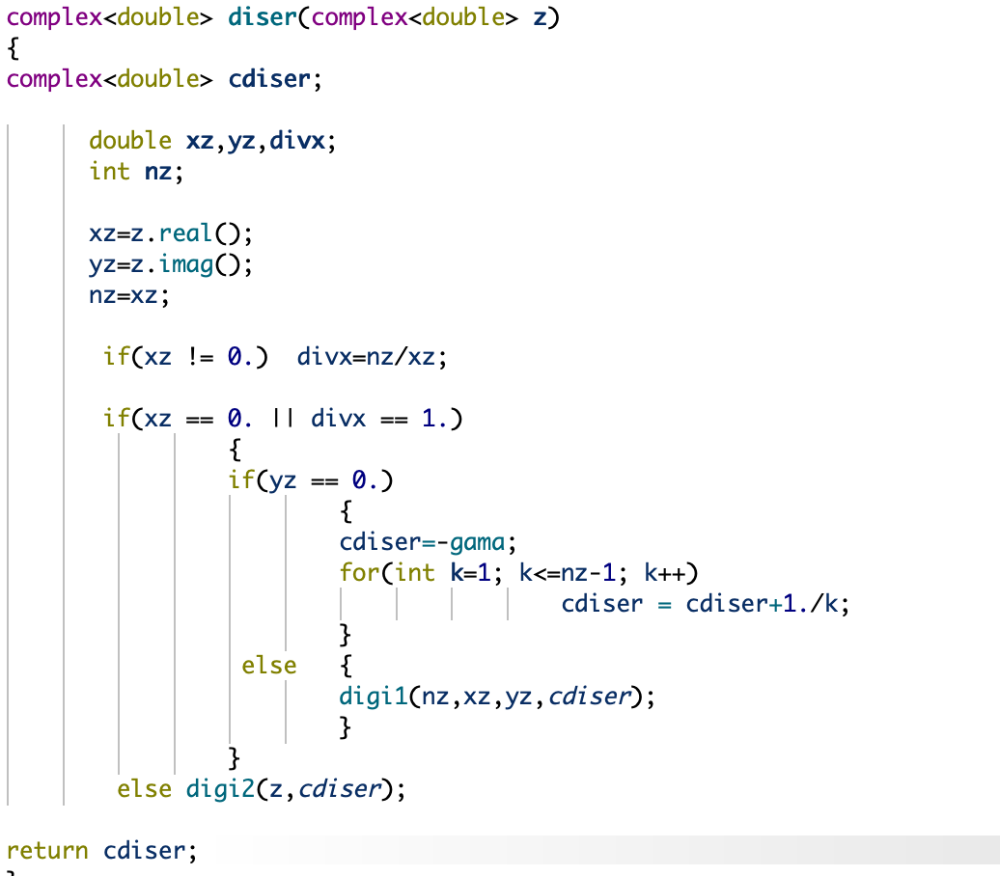 complex<double> diser(complex<double> z)
{
complex<double> cdiser;
double xz,yz,divx;
int nz;
xz=z.real();
yz=z.imag();
nz=xz;
if(xz != 0.)  divx=nz/xz;
if(xz == 0. || divx == 1.)
{
if(yz == 0.)
{
cdiser=-gama;
for(int k=1; k<=nz-1; k++)
cdiser = cdiser+1./k;
}
else   {
digi1(nz,xz,yz,cdiser);
}
}
else digi2(z,cdiser);
return cdiser;
}